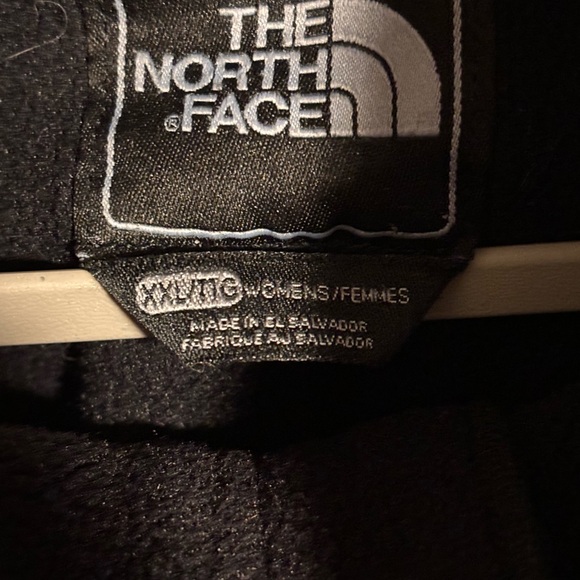 THE
NORTH
®FACE
XXL/TTG WOMENS/FEMMES
MADE IN EL SALVADOR
FABRIQUE AU SALVADOR